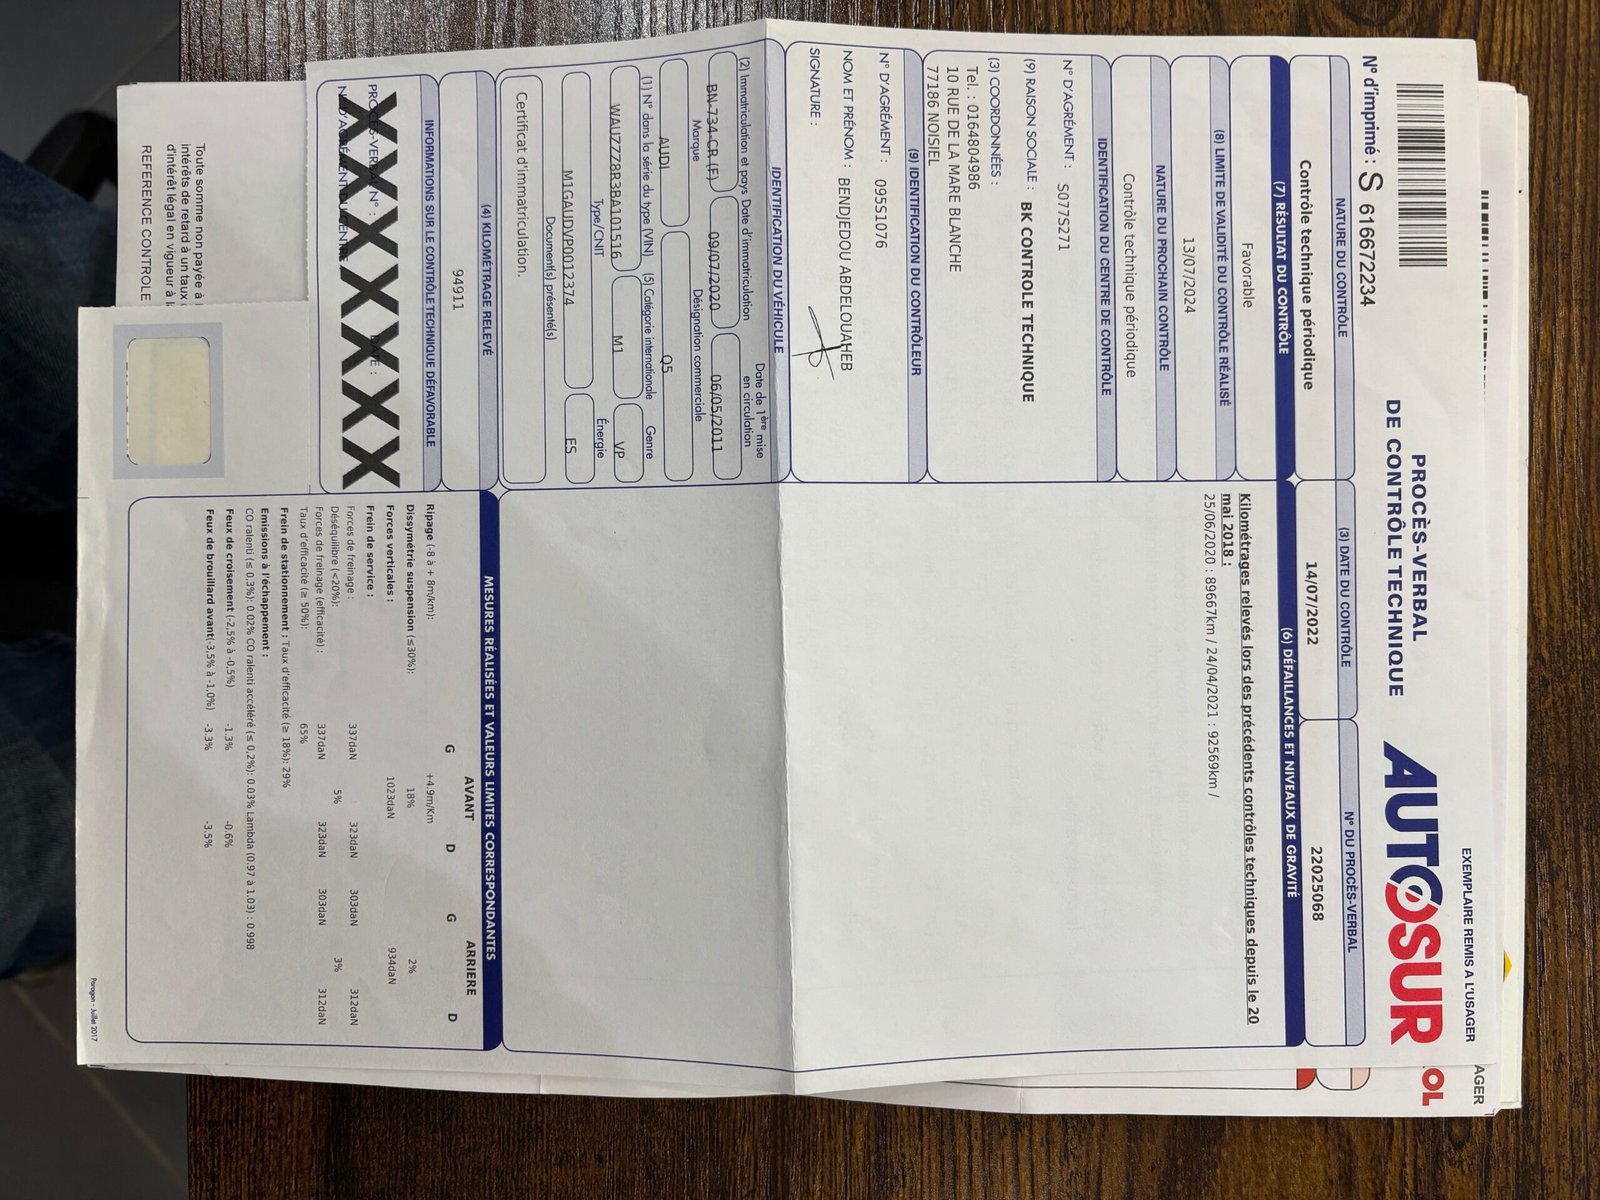 EXEMPLAIRE REMIS A L'USAGER
N° d'imprimé : S 616672234
PROCÈS-VERBAL
DE CONTRÔLE TECHNIQUE
AUTOSUR
NATURE DU CONTRÔLE
Contrôle technique périodique
(3) DATE DU CONTRÔLE
14/07/2022
N° DU PROCÈS-VERBAL
22025068
(7) RÉSULTAT DU CONTRÔLE
Favorable
(8) LIMITE DE VALIDITÉ DU CONTRÔLE RÉALISÉ
13/07/2024
NATURE DU PROCHAIN CONTRÔLE
Contrôle technique périodique
IDENTIFICATION DU CENTRE DE CONTRÔLE
N° D'AGRÉMENT : S077S271
(9) RAISON SOCIALE : BK CONTROLE TECHNIQUE
(3) COORDONNÉES :
Tel. : 0164804986
10 RUE DE LA MARE BLANCHE
77186 NOISIEL
(9) IDENTIFICATION DU CONTRÔLEUR
N° D'AGRÉMENT : 095S1076
NOM ET PRÉNOM : BENDJEDOU ABDELOUAHEB
SIGNATURE :
IDENTIFICATION DU VÉHICULE
(2) Immatriculation et pays Date d'immatriculation Date de 1ère mise en circulation
BN-734-CR (F) 09/07/2020 06/05/2011
Marque Désignation commerciale
AUDI Q5
(1) N° dans la série du type (VIN) (5) Catégorie internationale Genre
WAUZZZ8R3BA101516 M1 VP
Type/CNIT Énergie
M1GAUDVP0012374 ES
Document(s) présenté(s)
Certificat d'immatriculation.
(4) KILOMÉTRAGE RELEVÉ
94911
INFORMATIONS SUR LE CONTRÔLE TECHNIQUE DÉFAVORABLE
PROCÈS-VERBAL N° : DATE :
N° D'AGRÉMENT DU CENTRE
XXXXXXXX
(6) DÉFAILLANCES ET NIVEAUX DE GRAVITÉ
Kilométrages relevés lors des précédents contrôles techniques depuis le 20
mai 2018 :
25/06/2020 : 89667km / 24/04/2021 : 92569km /
MESURES RÉALISÉES ET VALEURS LIMITES CORRESPONDANTES
AVANT ARRIERE
G D G D
Ripage (-8 à + 8m/km): +4.9m/Km
Dissymétrie suspension (≤30%): 18% 2%
Forces verticales : 1023daN 934daN
Frein de service :
Forces de freinage : 337daN 323daN 303daN 312daN
Déséquilibre (<20%): 5% 3%
Forces de freinage (efficacité) : 337daN 323daN 303daN 312daN
Taux d'efficacité (≥ 50%): 65%
Frein de stationnement : Taux d'efficacité (≥ 18%): 29%
Emissions à l'échappement :
CO ralenti (≤ 0.3%): 0.02% CO ralenti accéléré (≤ 0.2%): 0.03% Lambda (0.97 à 1.03) : 0.998
Feux de croisement (-2,5% à -0,5%) -1.3% -0.6%
Feux de brouillard avant(-3,5% à -1,0%) -3.3% -3.5%
Paragon - Juillet 2017
Toute somme non payée à
intérêts de retard à un taux
d'intérêt légal en vigueur à
REFERENCE CONTROLE
AGER
OL